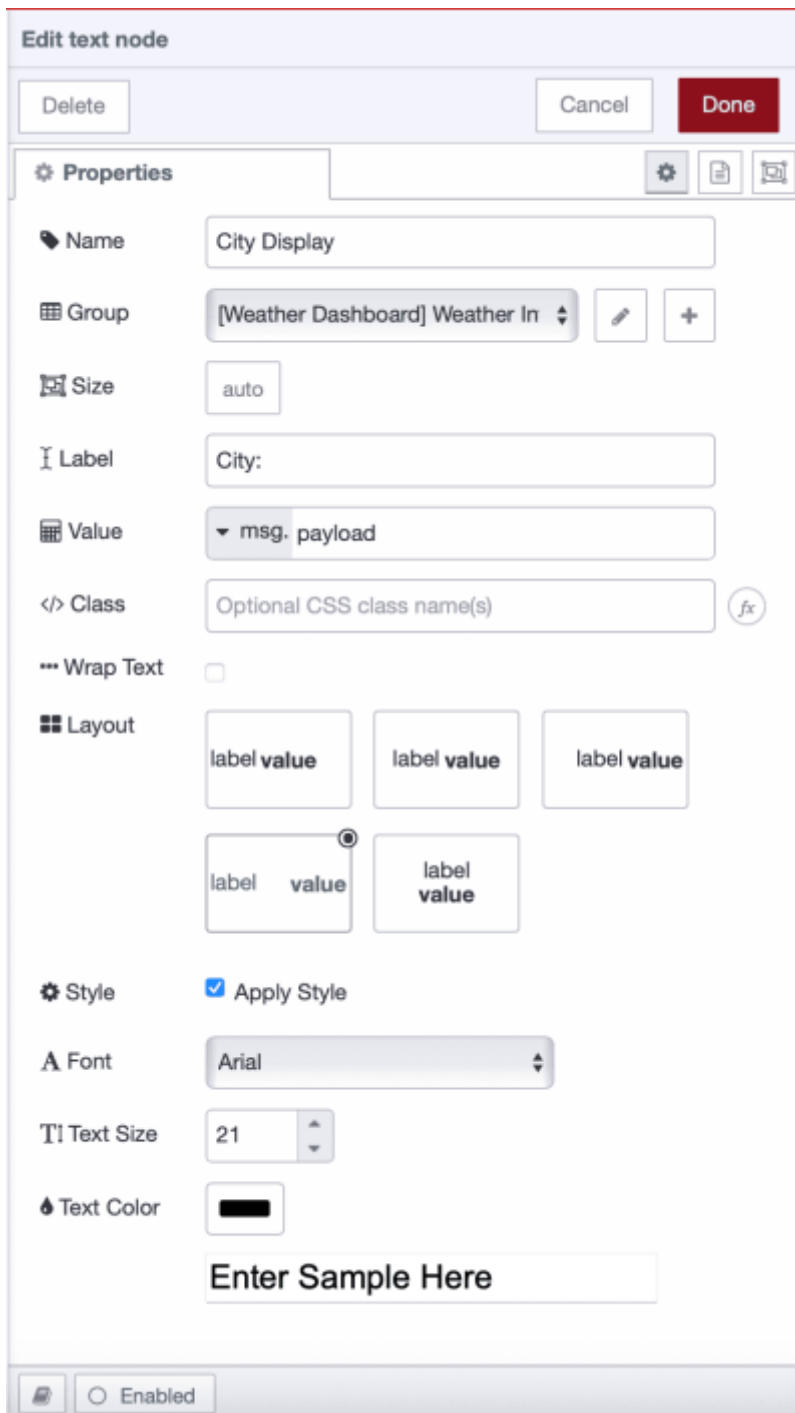 Edit text node
Delete Cancel Done
Properties
Name City Display
Group [Weather Dashboard] Weather In
Size auto
Label City:
Value msg. payload
</> Class Optional CSS class name(s) fx
Wrap Text
Layout label value label value label value
label value label
value
Style Apply Style
A Font Arial
TI Text Size 21
Text Color
Enter Sample Here
Enabled